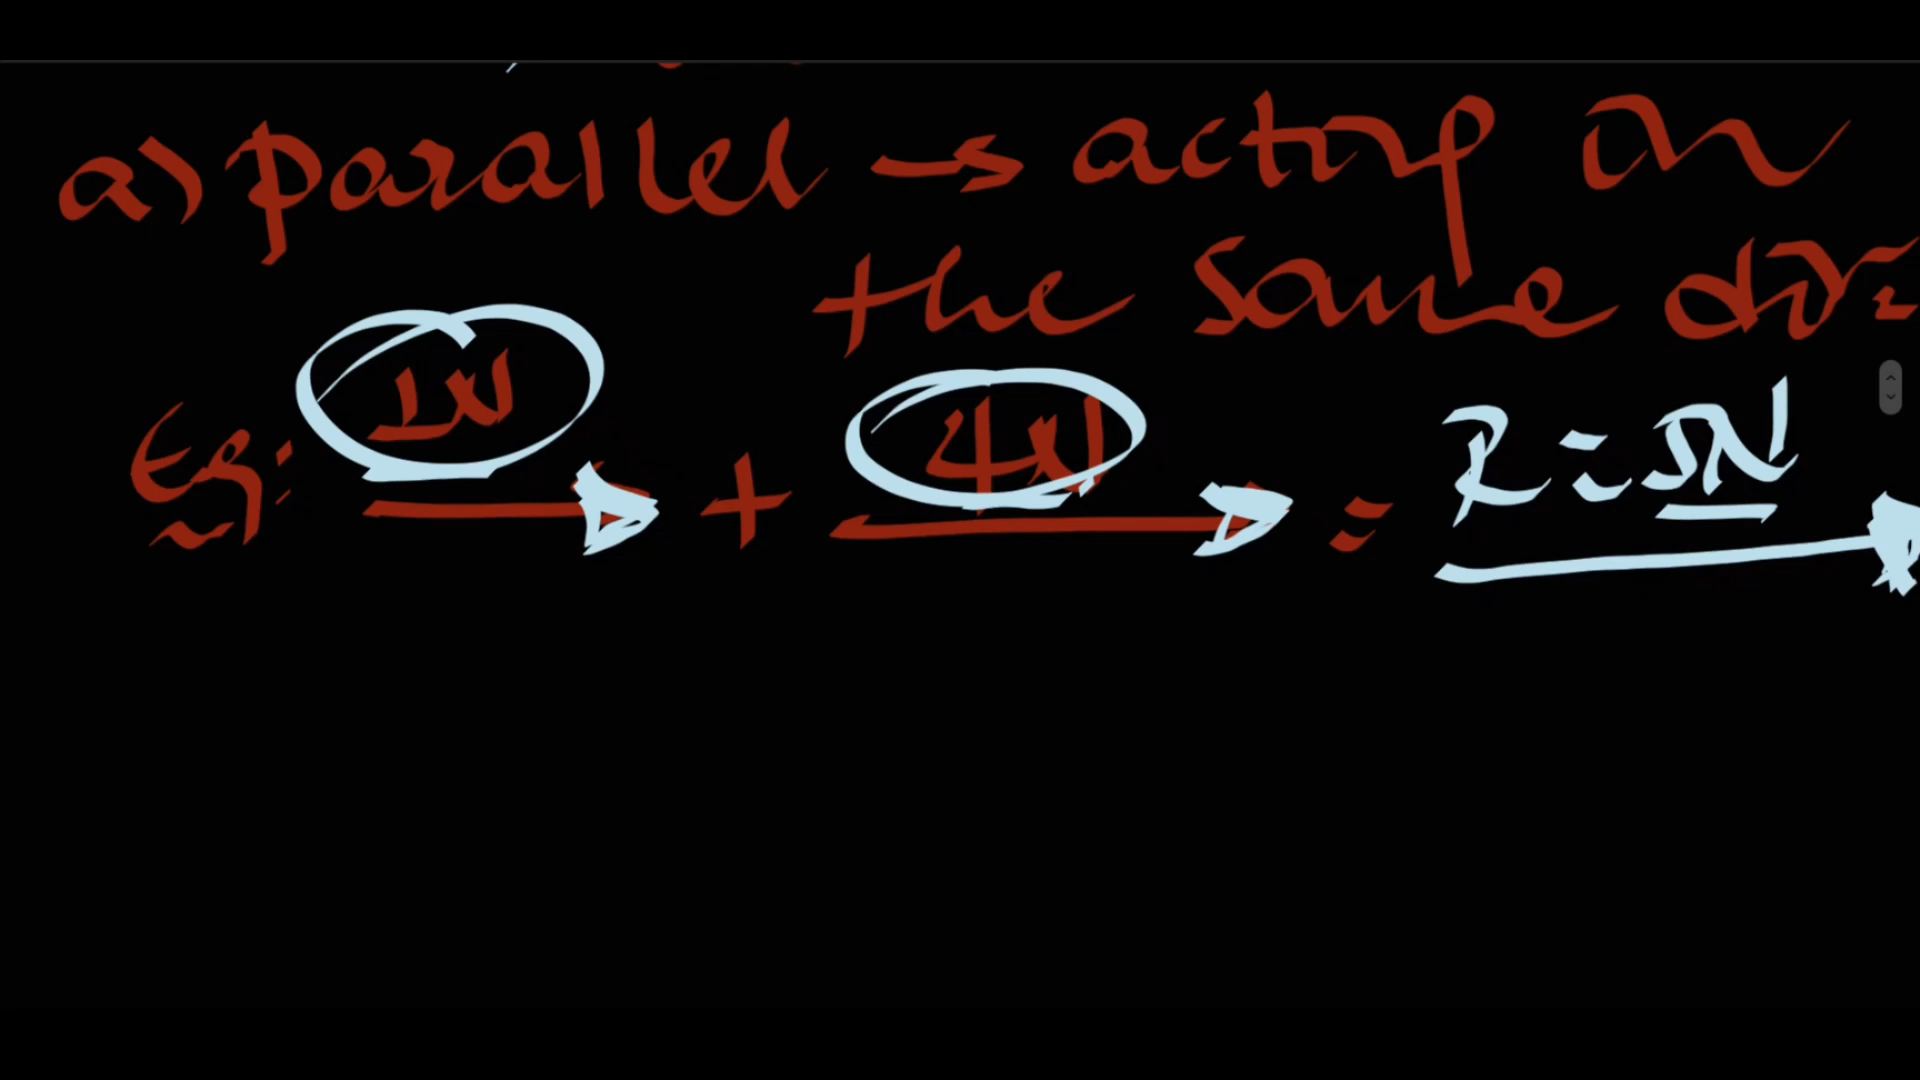 a) parallel → acting in
the same dir
Eg: 1N + 4N = R = 5N